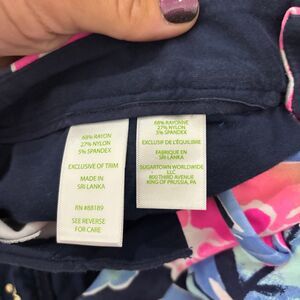 68% RAYON
27% NYLON
5% SPANDEX
EXCLUSIVE OF TRIM
MADE IN
SRI LANKA
RN #88189
SEE REVERSE
FOR CARE
68% RAYONNE
27% NYLON
5% SPANDEX
EXCLUSIF DE L'ÉQUILIBRE
FABRIQUE EN
SRI LANKA
SUGARTOWN WORLDWIDE
LLC
800 THIRD AVENUE
KING OF PRUSSIA, PA